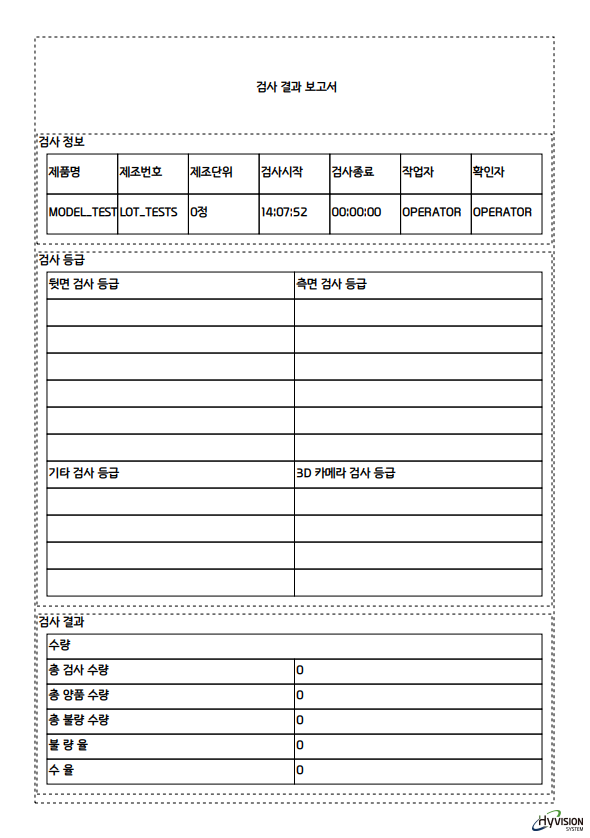 검사 결과 보고서
검사 정보
제품명 제조번호 제조단위 검사시작 검사종료 작업자 확인자
MODEL_TEST LOT_TESTS 0정 14:07:52 00:00:00 OPERATOR OPERATOR
검사 등급
뒷면 검사 등급 측면 검사 등급
기타 검사 등급 3D 카메라 검사 등급
검사 결과
수량
총 검사 수량 0
총 양품 수량 0
총 불량 수량 0
불 량 율 0
수 율 0
HyVISION
SYSTEM